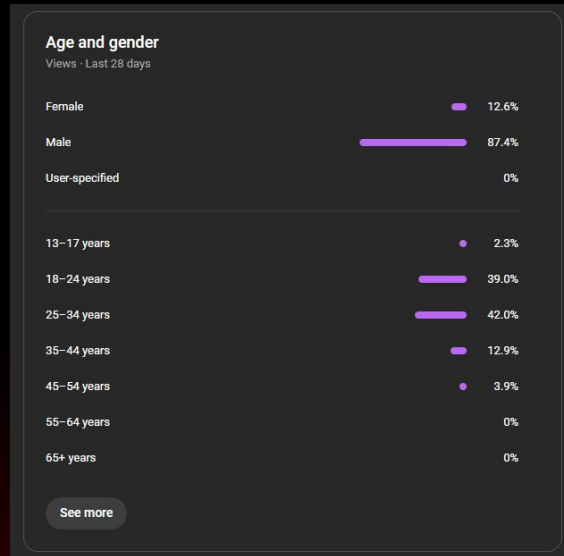 Age and gender
Views · Last 28 days
Female 12.6%
Male 87.4%
User-specified 0%
13–17 years 2.3%
18–24 years 39.0%
25–34 years 42.0%
35–44 years 12.9%
45–54 years 3.9%
55–64 years 0%
65+ years 0%
See more